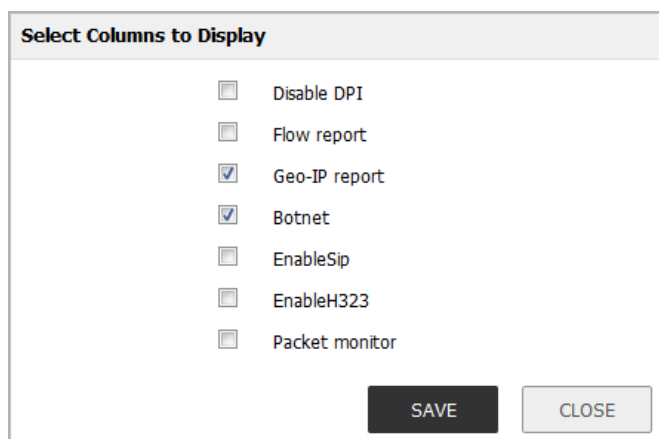 Select Columns to Display
Disable DPI
Flow report
Geo-IP report
Botnet
EnableSip
EnableH323
Packet monitor
SAVE CLOSE